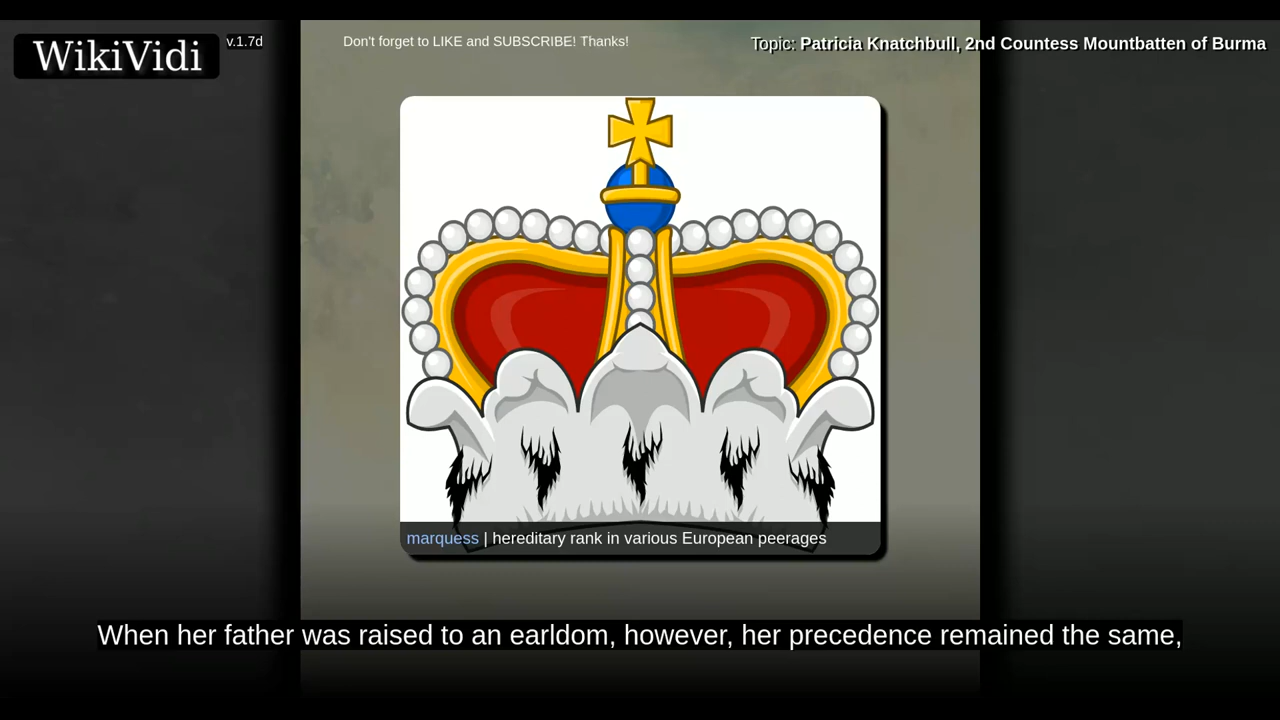 WikiVidi
v.1.7d
Don't forget to LIKE and SUBSCRIBE! Thanks!
Topic: Patricia Knatchbull, 2nd Countess Mountbatten of Burma
marquess | hereditary rank in various European peerages
When her father was raised to an earldom, however, her precedence remained the same,